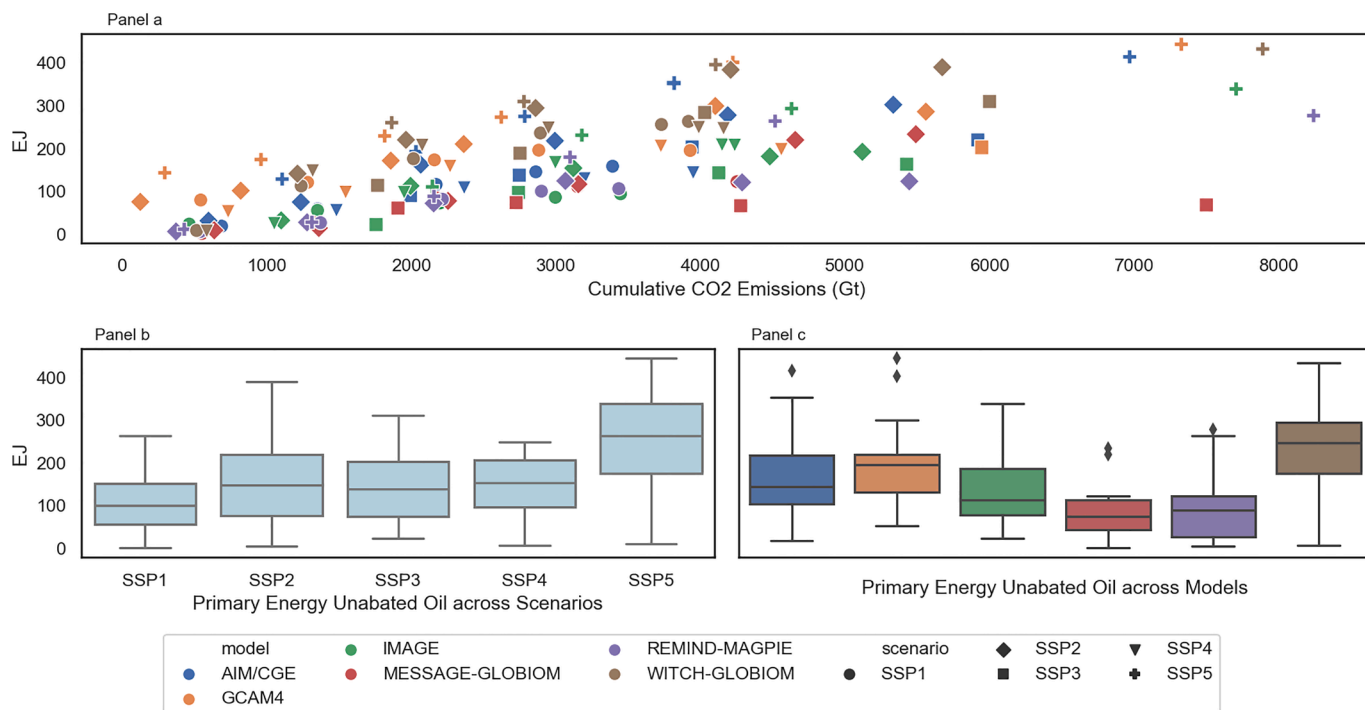 Panel a
EJ
400
300
200
100
0
0 1000 2000 3000 4000 5000 6000 7000 8000
Cumulative CO2 Emissions (Gt)
Panel b
EJ
400
300
200
100
0
SSP1 SSP2 SSP3 SSP4 SSP5
Primary Energy Unabated Oil across Scenarios
Panel c
Primary Energy Unabated Oil across Models
model IMAGE REMIND-MAGPIE scenario SSP2 SSP4
AIM/CGE MESSAGE-GLOBIOM WITCH-GLOBIOM SSP1 SSP3 SSP5
GCAM4